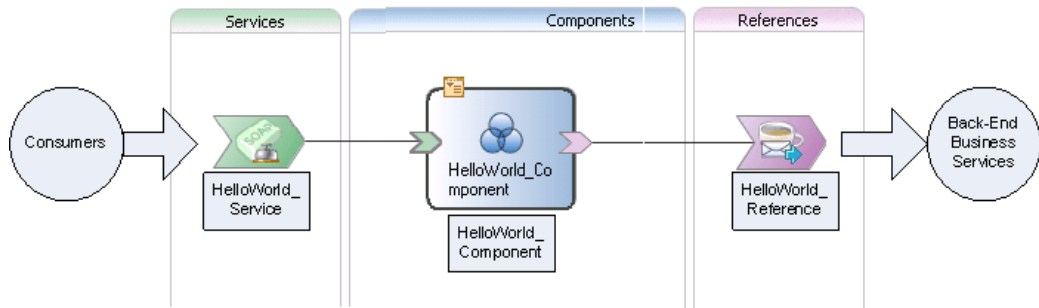 Services
Components
References
Consumers
SOAP
HelloWorld_
Service
HelloWorld_Co
mponent
HelloWorld_
Component
HelloWorld_
Reference
Back-End
Business
Services